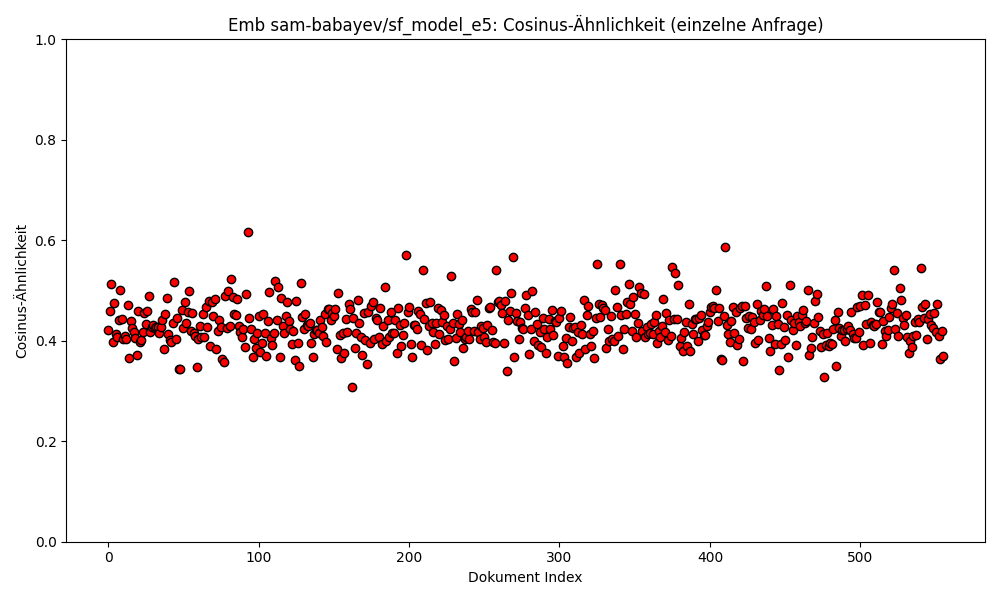 Emb sam-babayev/sf_model_e5: Cosinus-Ähnlichkeit (einzelne Anfrage)
1.0
0.8
0.6
0.4
0.2
0.0
Cosinus-Ähnlichkeit
0 100 200 300 400 500
Dokument Index